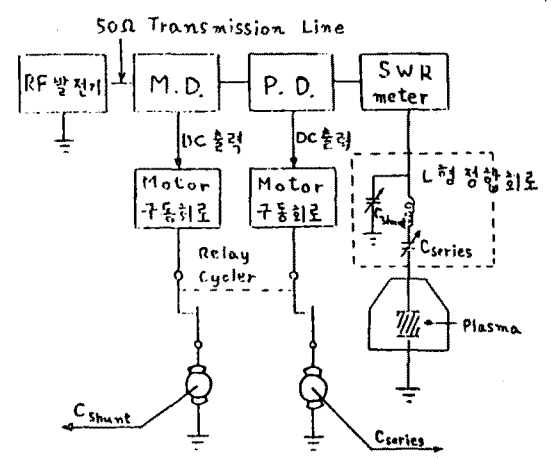 50Ω Transmission Line
RF 발전기
M.D.
P.D.
SWR
meter
DC 출력
DC 출력
L형 정합회로
Motor
구동회로
Motor
구동회로
Cshunt
Cseries
Relay
Cycler
Plasma
Cshunt
Cseries